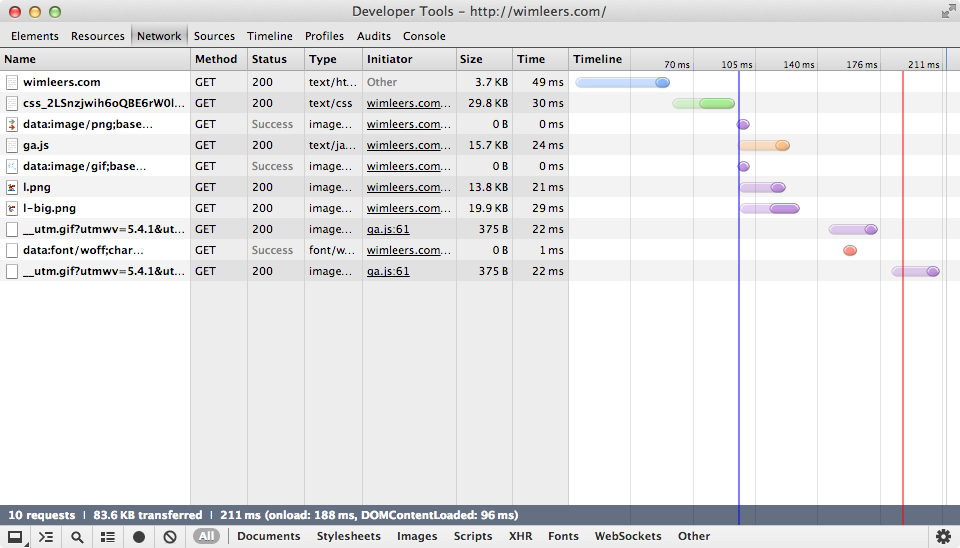 Developer Tools - http://wimleers.com/
Elements Resources Network Sources Timeline Profiles Audits Console
Name Method Status Type Initiator Size Time Timeline 70 ms 105 ms 140 ms 176 ms 211 ms
wimleers.com GET 200 text/ht... Other 3.7 KB 49 ms
css_2LSnzjwih6oQBE6rW0l... GET 200 text/css wimleers.com... 29.8 KB 30 ms
data:image/png;base... GET Success image... wimleers.com... 0 B 0 ms
ga.js GET 200 text/ja... wimleers.com... 15.7 KB 24 ms
data:image/gif;base... GET Success image... wimleers.com... 0 B 0 ms
l.png GET 200 image... wimleers.com... 13.8 KB 21 ms
l-big.png GET 200 image... wimleers.com... 19.9 KB 29 ms
__utm.gif?utmwv=5.4.1&ut... GET 200 image... ga.js:61 375 B 22 ms
data:font/woff;char... GET Success font/w... wimleers.com... 0 B 1 ms
__utm.gif?utmwv=5.4.1&ut... GET 200 image... ga.js:61 375 B 22 ms
10 requests | 83.6 KB transferred | 211 ms (onload: 188 ms, DOMContentLoaded: 96 ms)
All Documents Stylesheets Images Scripts XHR Fonts WebSockets Other